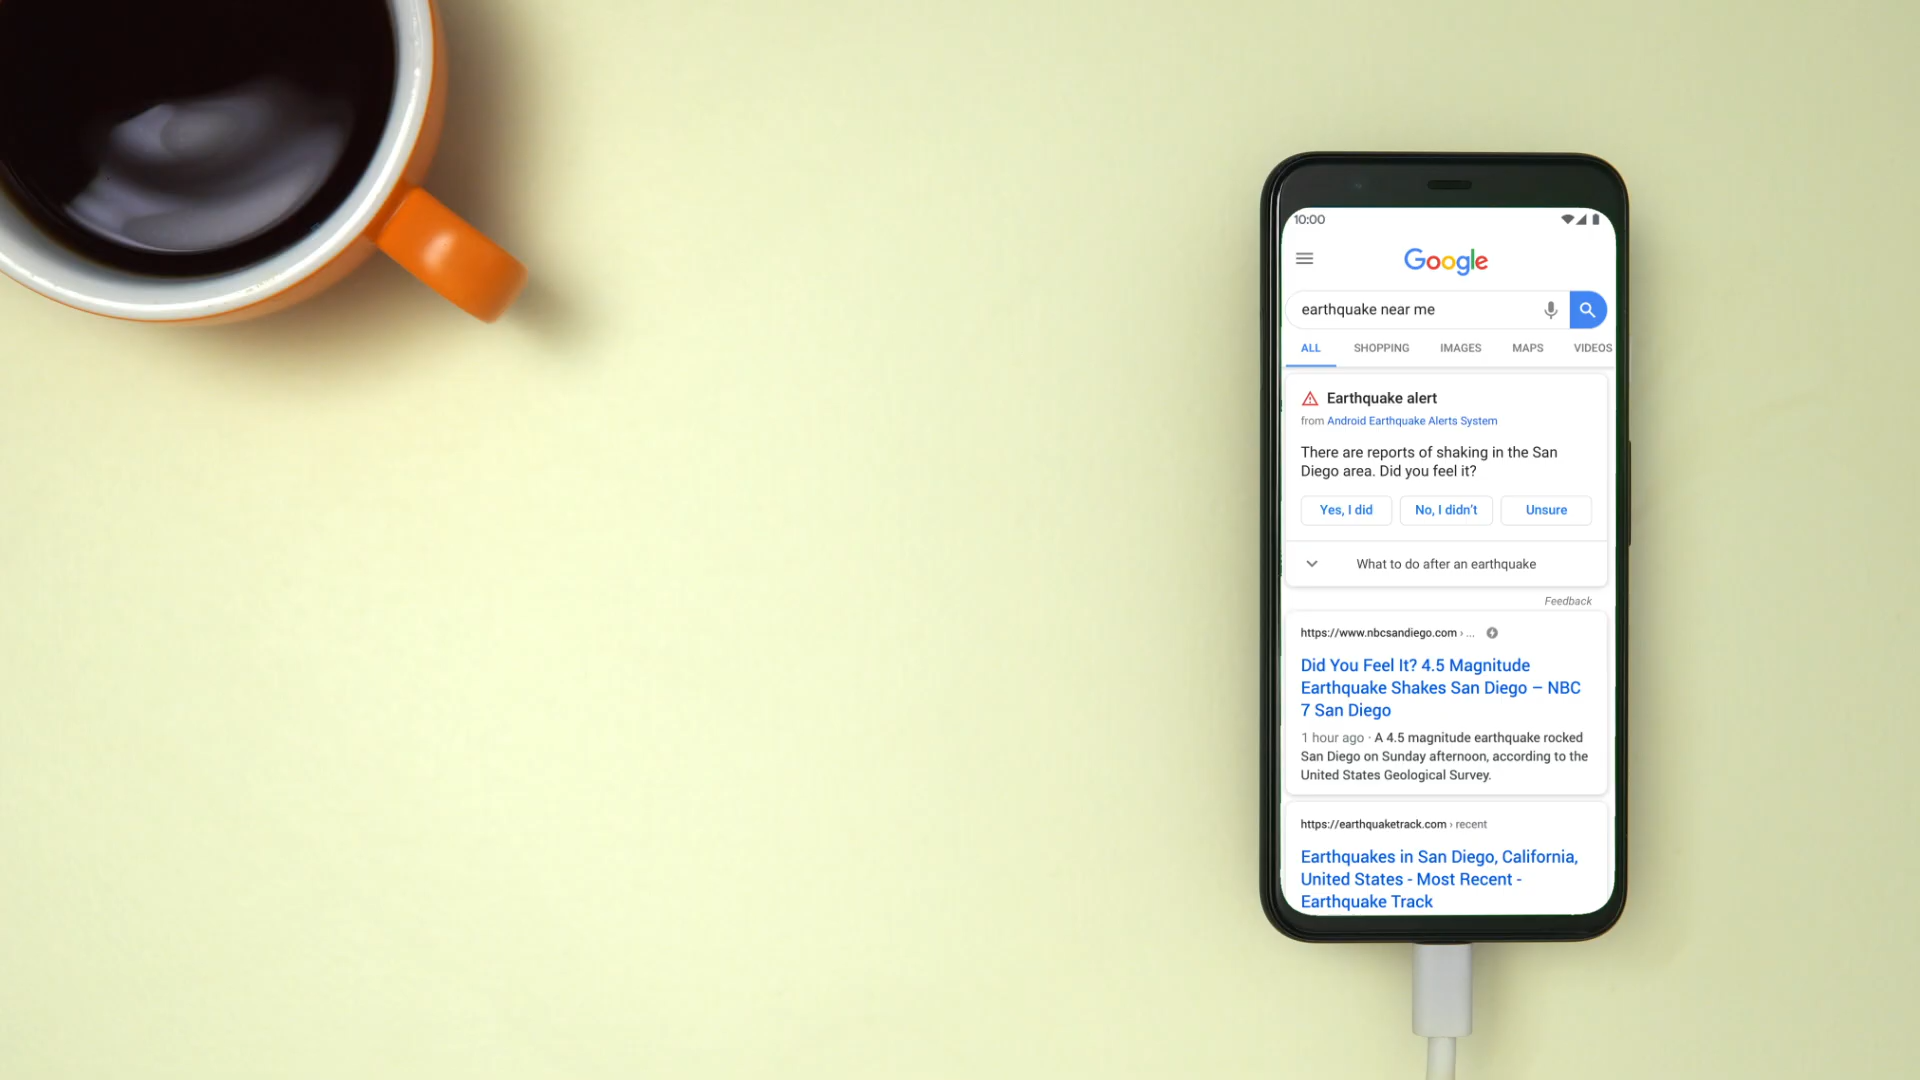 10:00
Google
earthquake near me
ALL SHOPPING IMAGES MAPS VIDEOS
Earthquake alert
from Android Earthquake Alerts System
There are reports of shaking in the San
Diego area. Did you feel it?
Yes, I did No, I didn't Unsure
What to do after an earthquake
Feedback
https://www.nbcsandiego.com › ...
Did You Feel It? 4.5 Magnitude
Earthquake Shakes San Diego – NBC
7 San Diego
1 hour ago · A 4.5 magnitude earthquake rocked
San Diego on Sunday afternoon, according to the
United States Geological Survey.
https://earthquaketrack.com › recent
Earthquakes in San Diego, California,
United States - Most Recent -
Earthquake Track